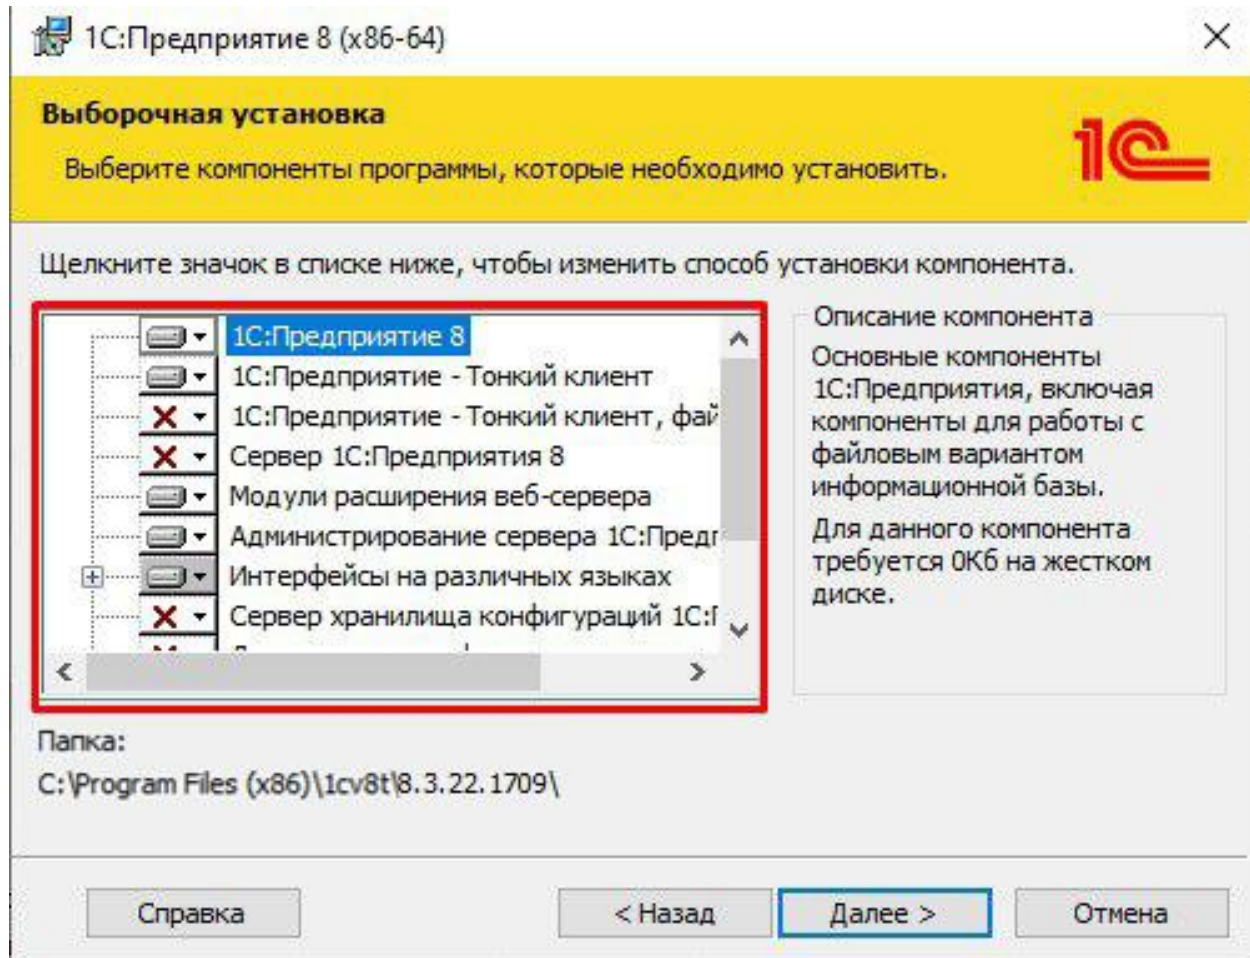 1С:Предприятие 8 (x86-64)
Выборочная установка
Выберите компоненты программы, которые необходимо установить.
1С
Щелкните значок в списке ниже, чтобы изменить способ установки компонента.
1С:Предприятие 8
1С:Предприятие - Тонкий клиент
1С:Предприятие - Тонкий клиент, фай
Сервер 1С:Предприятия 8
Модули расширения веб-сервера
Администрирование сервера 1С:Предп
Интерфейсы на различных языках
Сервер хранилища конфигураций 1С:П
Описание компонента
Основные компоненты
1С:Предприятия, включая
компоненты для работы с
файловым вариантом
информационной базы.
Для данного компонента
требуется 0Кб на жестком
диске.
Папка:
C:\Program Files (x86)\1cv8t\8.3.22.1709\
Справка
< Назад
Далее >
Отмена